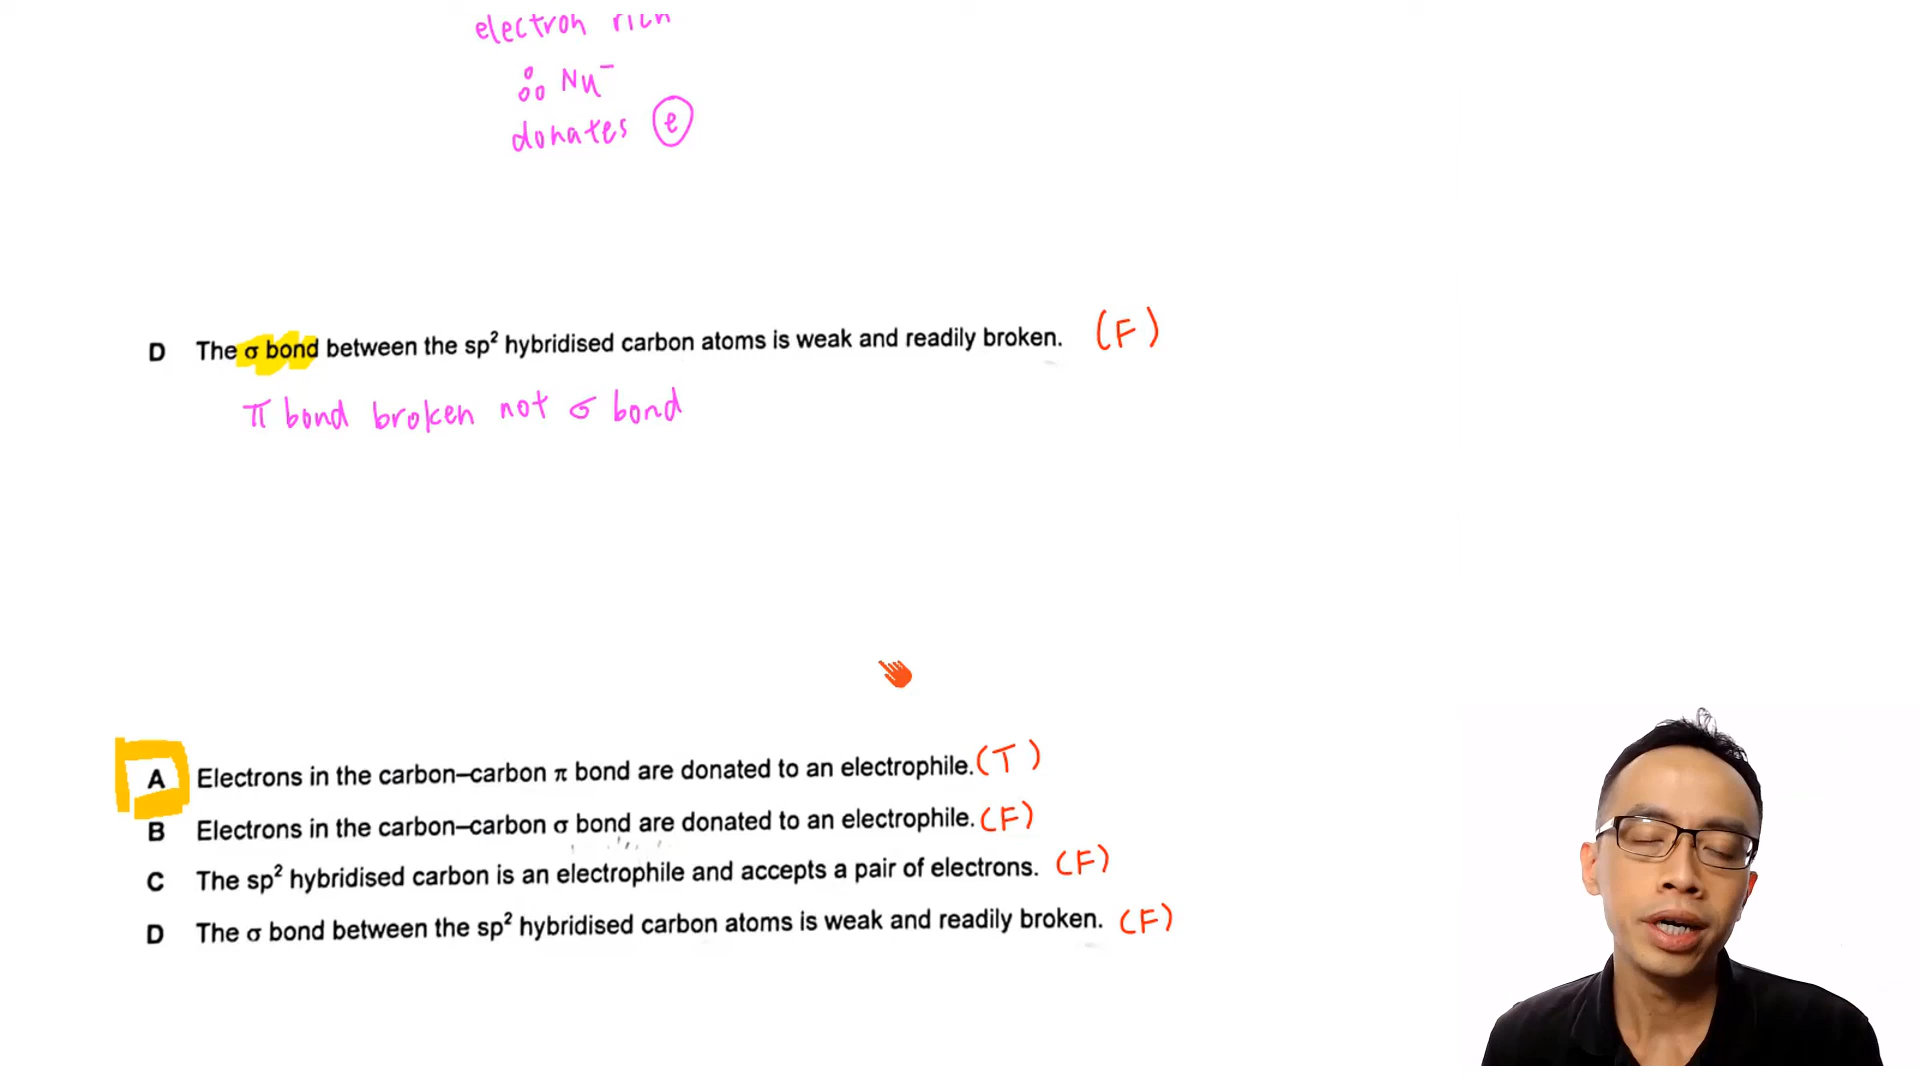 electron rich
Nu⁻
donates e
D The σ bond between the sp² hybridised carbon atoms is weak and readily broken. (F)
π bond broken not σ bond
A Electrons in the carbon–carbon π bond are donated to an electrophile. (T)
B Electrons in the carbon–carbon σ bond are donated to an electrophile. (F)
C The sp² hybridised carbon is an electrophile and accepts a pair of electrons. (F)
D The σ bond between the sp² hybridised carbon atoms is weak and readily broken. (F)